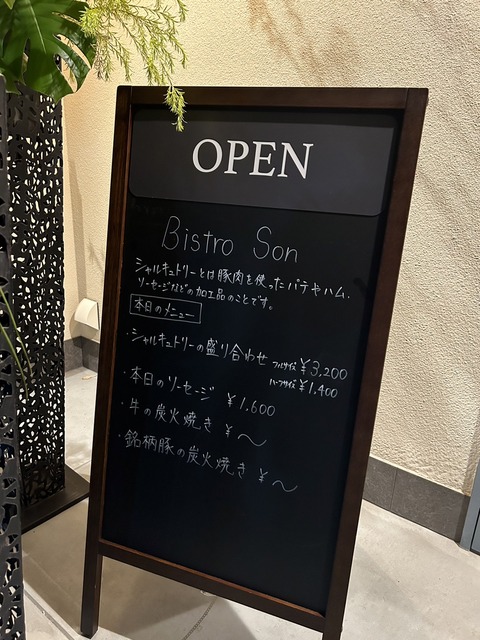 OPEN
Bistro Son
シャルキュトリーとは豚肉を使ったパテやハム、
ソーセージなどの加工品のことです。
本日のメニュー
・シャルキュトリーの盛り合わせ フルサイズ ¥3,200
ハーフサイズ ¥1,400
・本日のソーセージ ¥1,600
・牛の炭火焼き ¥〜
・銘柄豚の炭火焼き ¥〜